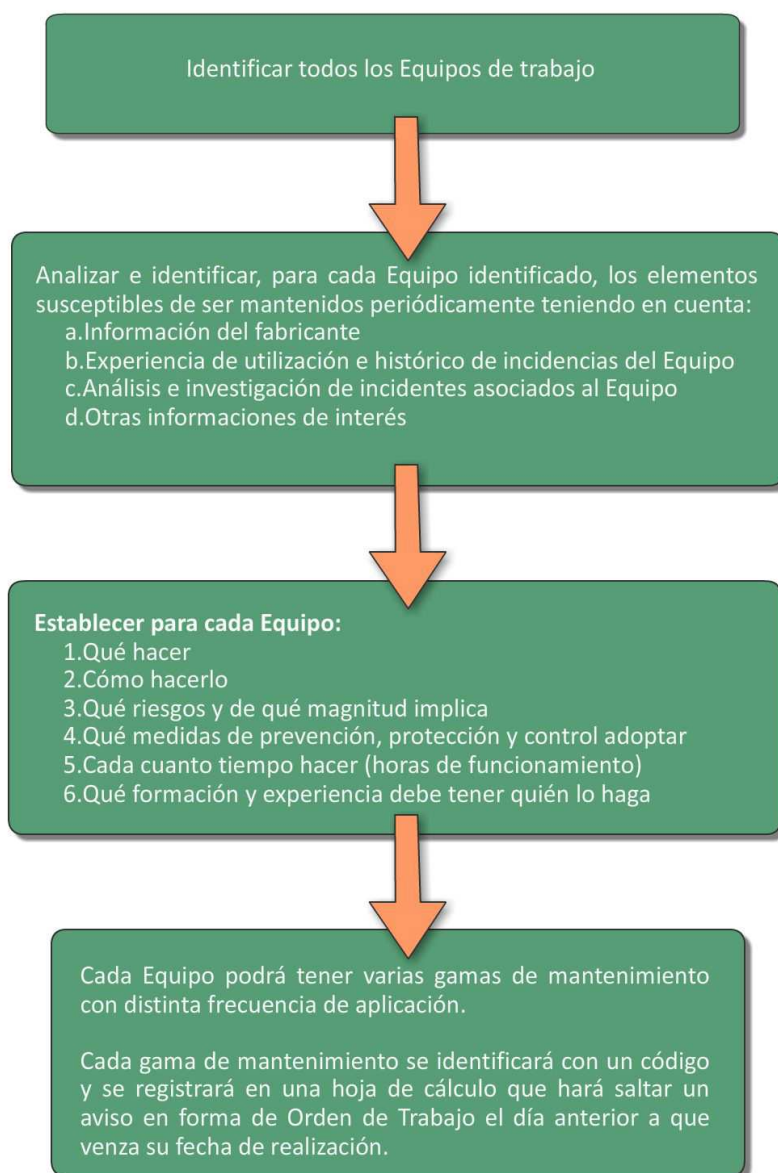 Identificar todos los Equipos de trabajo
Analizar e identificar, para cada Equipo identificado, los elementos
susceptibles de ser mantenidos periódicamente teniendo en cuenta:
a.Información del fabricante
b.Experiencia de utilización e histórico de incidencias del Equipo
c.Análisis e investigación de incidentes asociados al Equipo
d.Otras informaciones de interés
Establecer para cada Equipo:
1.Qué hacer
2.Cómo hacerlo
3.Qué riesgos y de qué magnitud implica
4.Qué medidas de prevención, protección y control adoptar
5.Cada cuanto tiempo hacer (horas de funcionamiento)
6.Qué formación y experiencia debe tener quién lo haga
Cada Equipo podrá tener varias gamas de mantenimiento
con distinta frecuencia de aplicación.
Cada gama de mantenimiento se identificará con un código
y se registrará en una hoja de cálculo que hará saltar un
aviso en forma de Orden de Trabajo el día anterior a que
venza su fecha de realización.